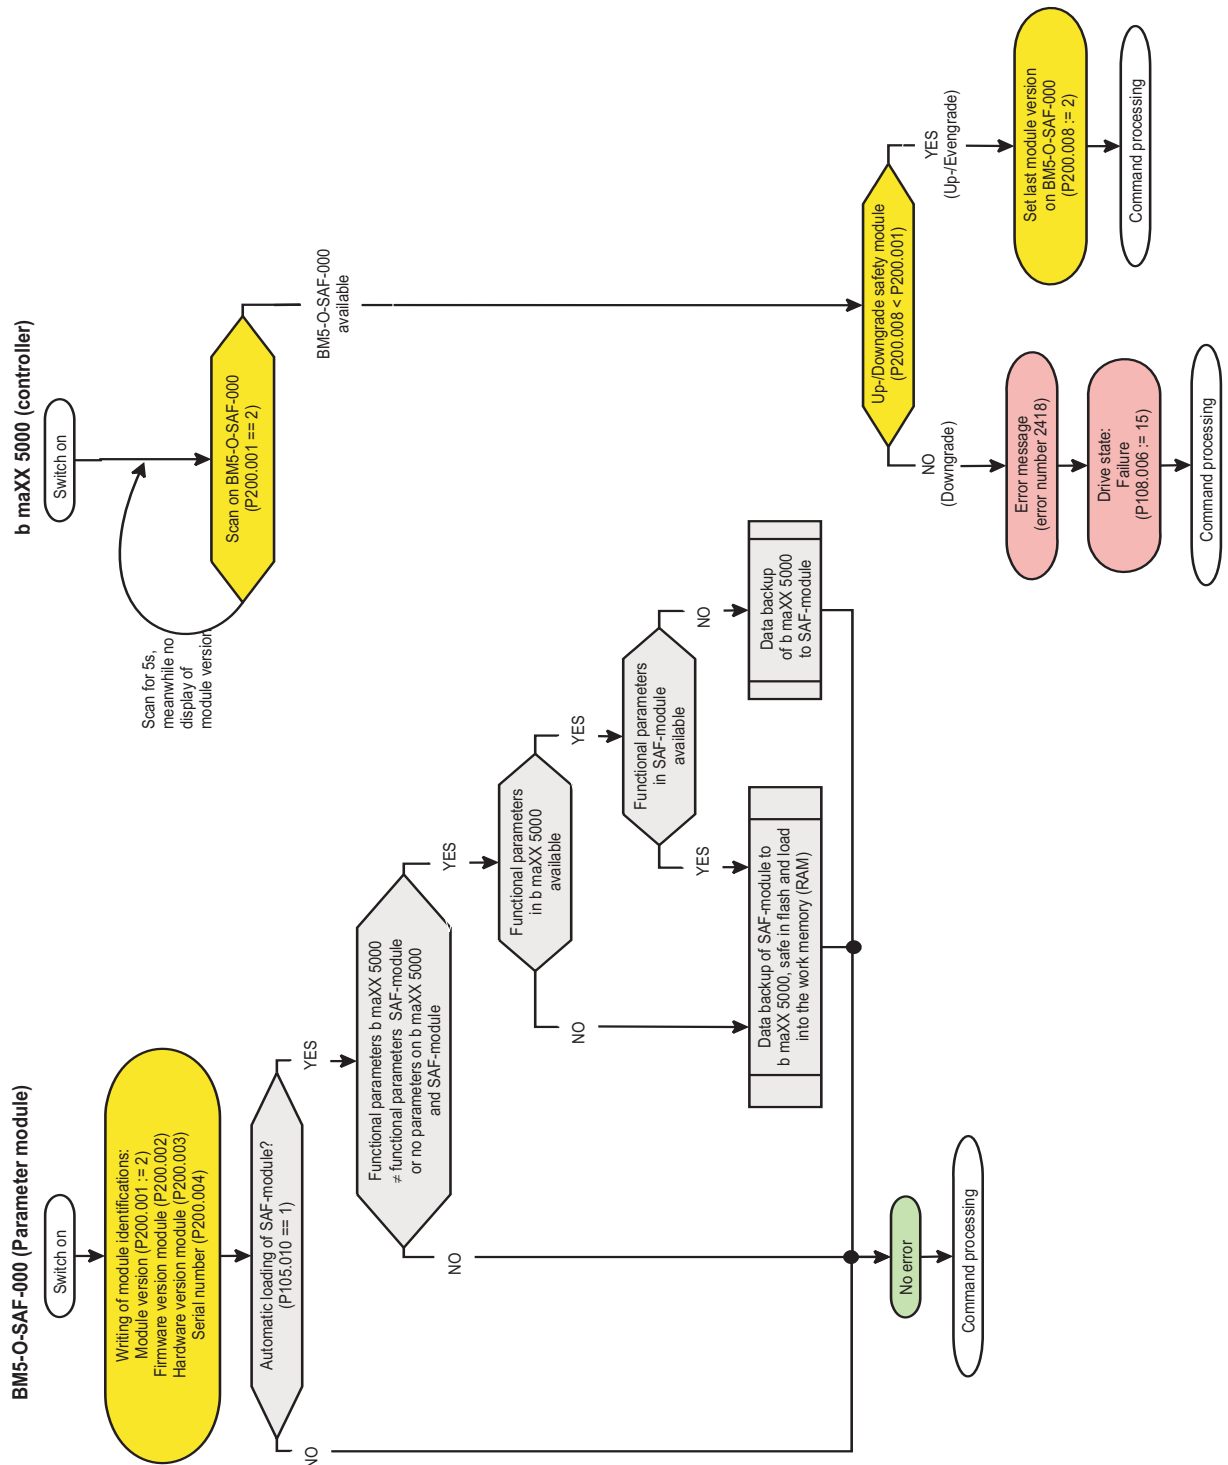 BM5-O-SAF-000 (Parameter module)
Switch on
Writing of module identifications:
Module version (P200.001 := 2)
Firmware version module (P200.002)
Hardware version module (P200.003)
Serial number (P200.004)
Automatic loading of SAF-module?
(P105.010 == 1)
NO
YES
Functional parameters b maXX 5000
≠ functional parameters SAF-module
or no parameters on b maXX 5000
and SAF-module
NO
YES
Functional parameters
in b maXX 5000
available
NO
YES
Functional parameters
in SAF-module
available
YES
NO
Data backup of SAF-module to
b maXX 5000, safe in flash and load
into the work memory (RAM)
Data backup
of b maXX 5000
to SAF-module
No error
Command processing
b maXX 5000 (controller)
Switch on
Scan for 5s,
meanwhile no
display of
module version
Scan on BM5-O-SAF-000
(P200.001 == 2)
BM5-O-SAF-000
available
Up-/Downgrade safety module
(P200.008 < P200.001)
NO
(Downgrade)
YES
(Up-/Evengrade)
Error message
(error number 2418)
Drive state:
Failure
(P108.006 := 15)
Command processing
Set last module version
on BM5-O-SAF-000
(P200.008 := 2)
Command processing